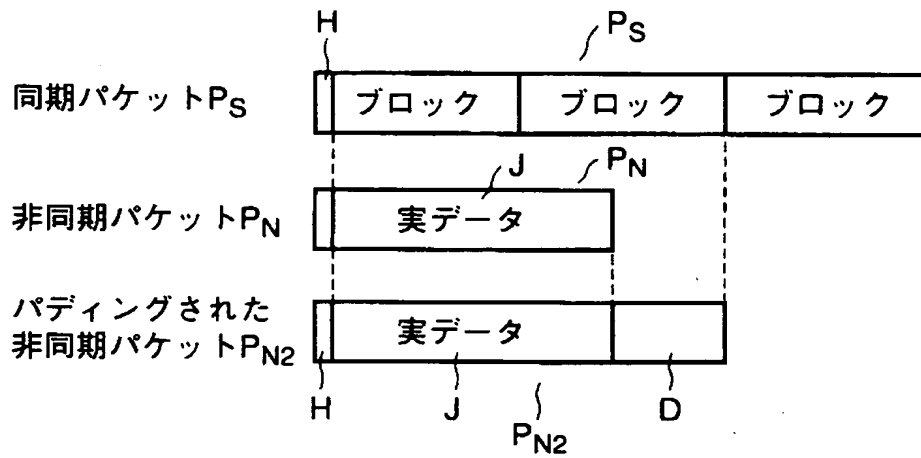 H
P_S
同期パケットP_S
ブロック
ブロック
ブロック
J
P_N
非同期パケットP_N
実データ
パディングされた
非同期パケットP_N2
実データ
H
J
D
P_N2